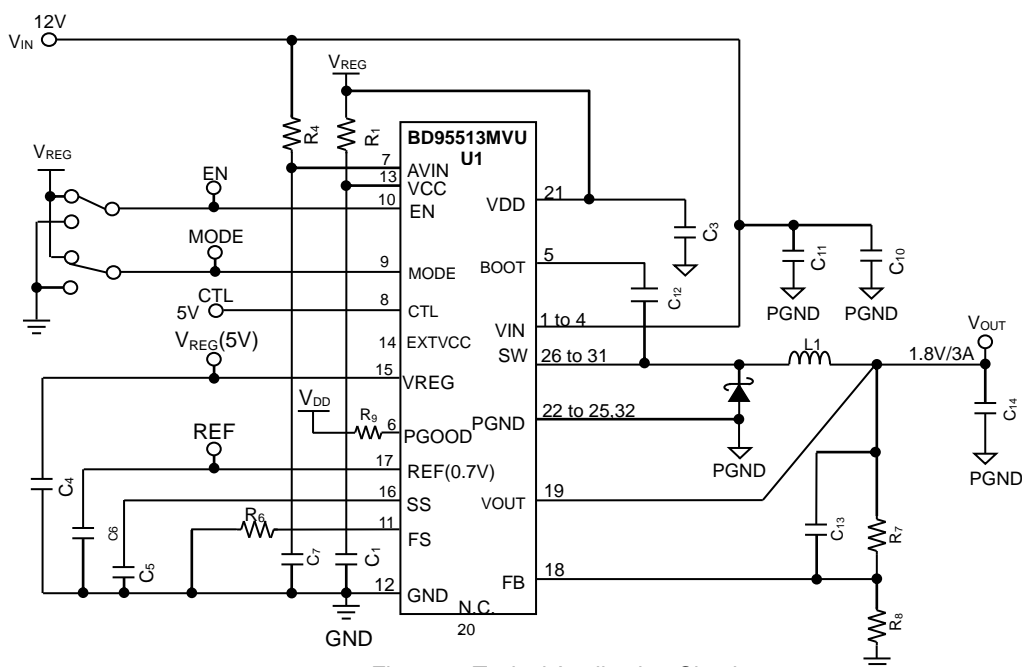 12V
VIN
VREG
R4
R1
BD95513MVU
U1
VREG
EN
7
AVIN
13
VCC
10
EN
21
VDD
C3
MODE
9
MODE
5
BOOT
C12
C11
C10
PGND
PGND
CTL
5V
8
CTL
14
EXTVCC
VREG(5V)
15
VREG
VIN
1 to 4
SW
26 to 31
L1
1.8V/3A
VOUT
C14
PGND
VDD
R9
6
PGOOD
PGND
22 to 25,32
PGND
REF
17
REF(0.7V)
C4
C6
C5
16
SS
VOUT
19
C13
R7
R6
11
FS
C7
C1
12
GND
FB
18
R8
N.C.
20
GND